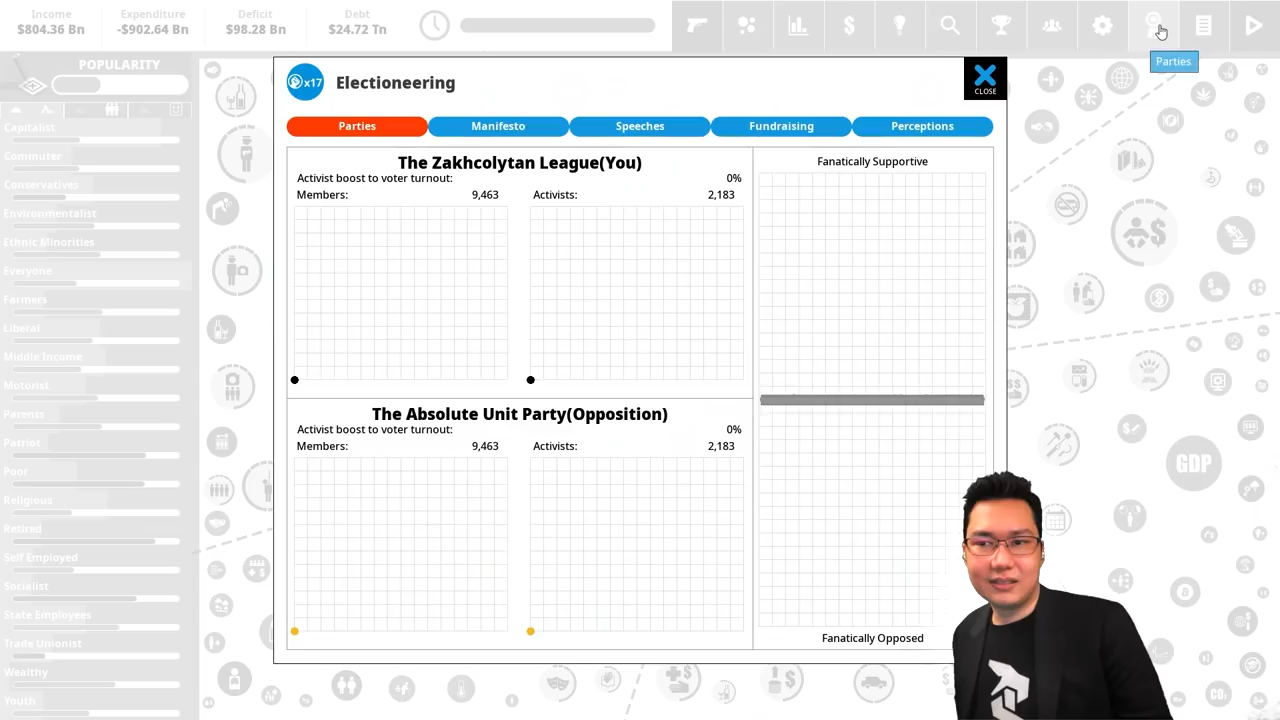 Income
$804.36 Bn
Expenditure
-$902.64 Bn
Deficit
$98.28 Bn
Debt
$24.72 Tn
Parties
POPULARITY
Capitalist
Commuter
Conservatives
Environmentalist
Ethnic Minorities
Everyone
Farmers
Liberal
Middle Income
Motorist
Parents
Patriot
Poor
Religious
Retired
Self Employed
Socialist
State Employees
Trade Unionist
Wealthy
Youth
x17
Electioneering
CLOSE
Parties
Manifesto
Speeches
Fundraising
Perceptions
The Zakhcolytan League(You)
Activist boost to voter turnout:
0%
Members:
9,463
Activists:
2,183
The Absolute Unit Party(Opposition)
Activist boost to voter turnout:
0%
Members:
9,463
Activists:
2,183
Fanatically Supportive
Fanatically Opposed
GDP
CO₂